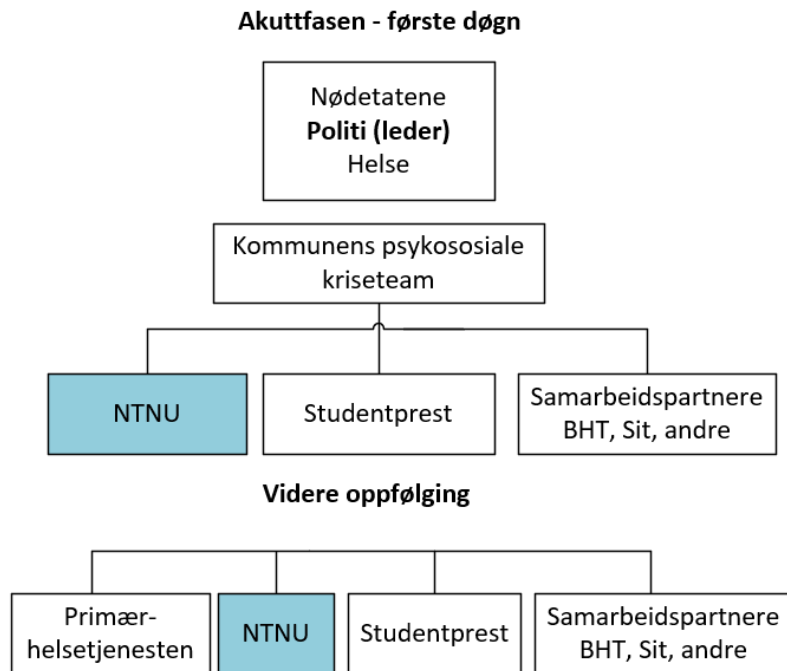 Akuttfasen - første døgn
Nødetatene
Politi (leder)
Helse
Kommunens psykososiale
kriseteam
NTNU
Studentprest
Samarbeidspartnere
BHT, Sit, andre
Videre oppfølging
Primær-
helsetjenesten
NTNU
Studentprest
Samarbeidspartnere
BHT, Sit, andre